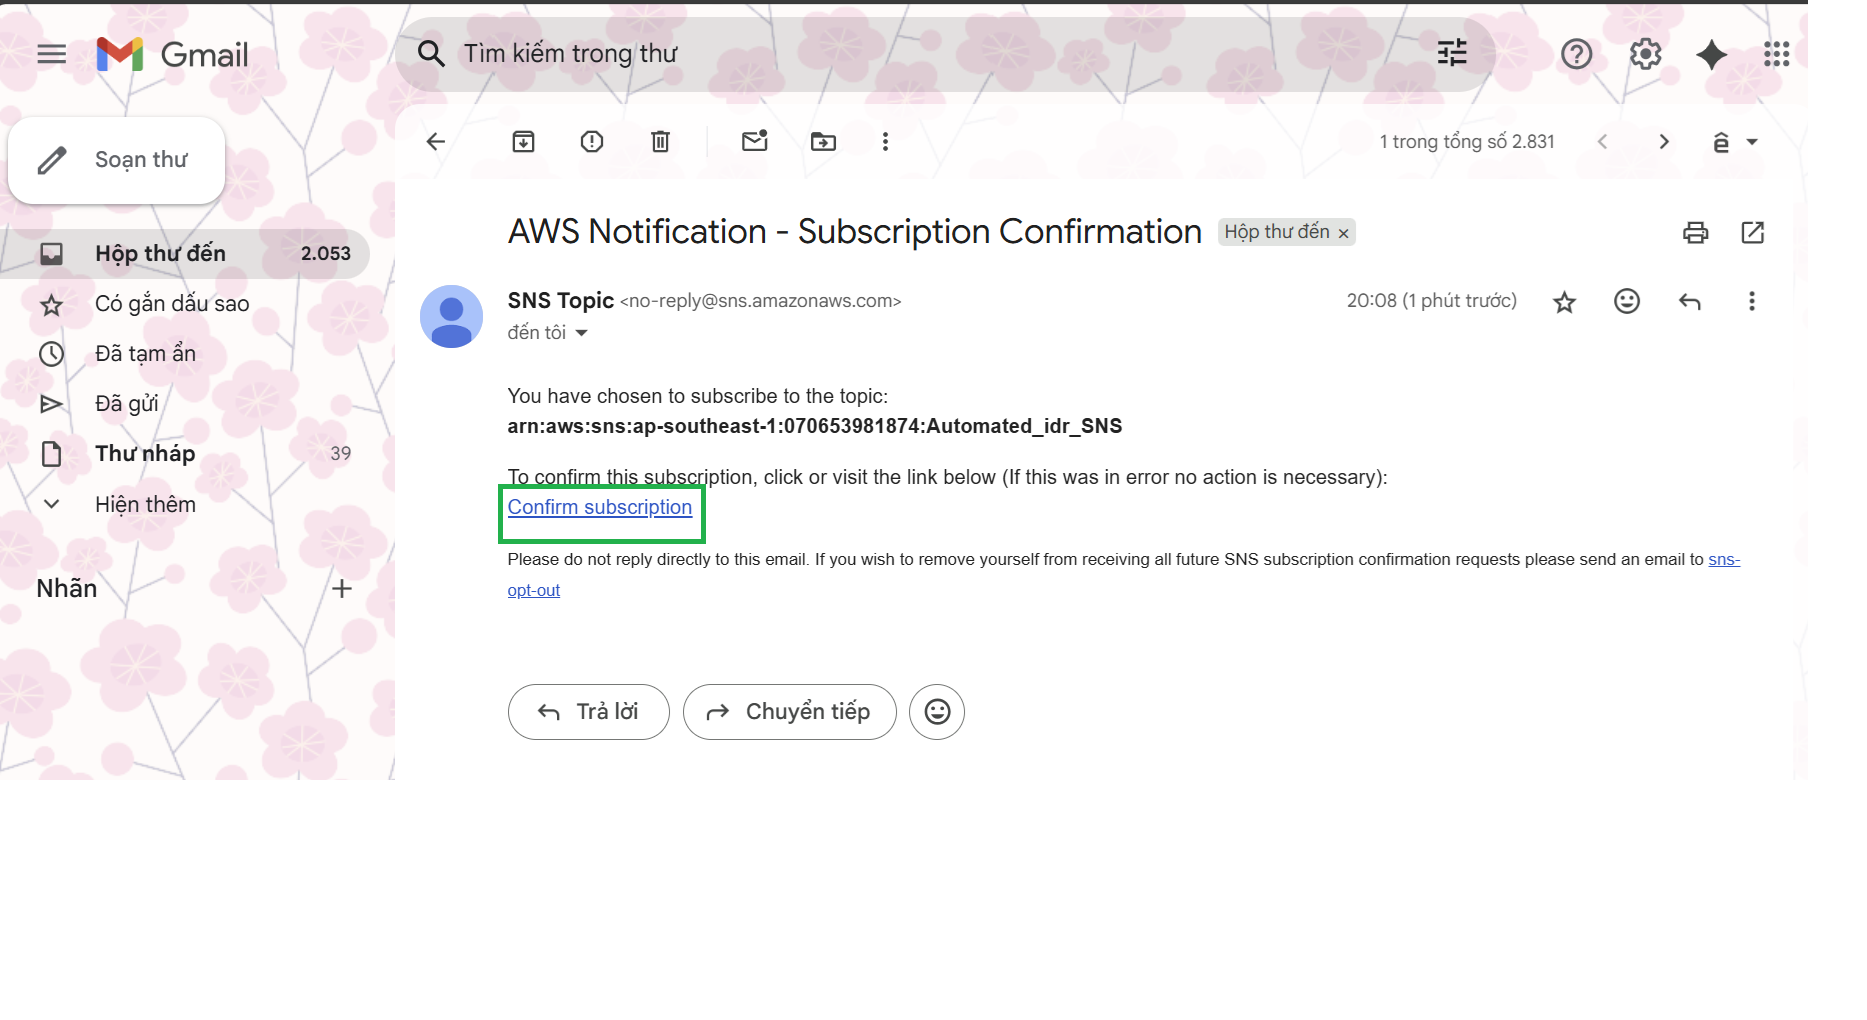 Gmail
Tìm kiếm trong thư
Soạn thư
1 trong tổng số 2.831
ê
Hộp thư đến 2.053
Có gắn dấu sao
Đã tạm ẩn
Đã gửi
Thư nháp 39
Hiện thêm
Nhãn
AWS Notification - Subscription Confirmation Hộp thư đến ×
SNS Topic <no-reply@sns.amazonaws.com> 20:08 (1 phút trước)
đến tôi
You have chosen to subscribe to the topic:
arn:aws:sns:ap-southeast-1:070653981874:Automated_idr_SNS
To confirm this subscription, click or visit the link below (If this was in error no action is necessary):
Confirm subscription
Please do not reply directly to this email. If you wish to remove yourself from receiving all future SNS subscription confirmation requests please send an email to sns-
opt-out
Trả lời Chuyển tiếp